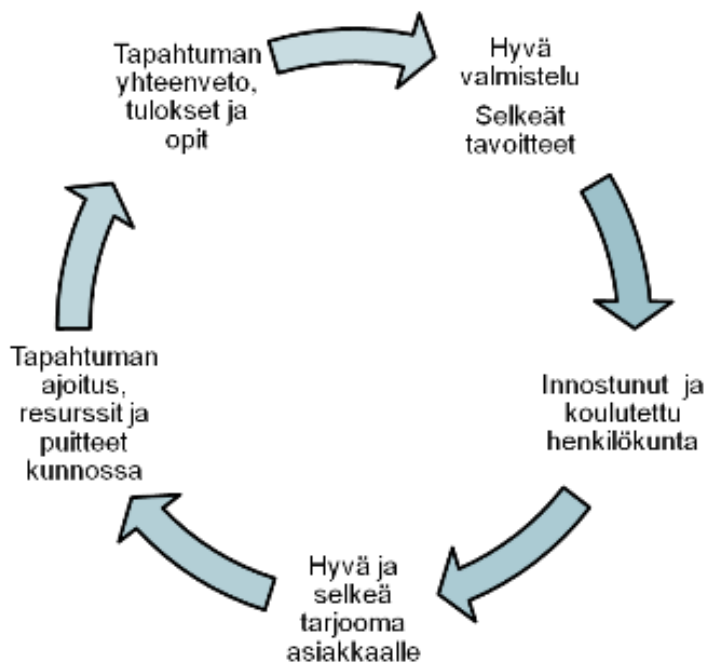 Tapahtuman
yhteenveto,
tulokset ja
opit
Hyvä
valmistelu
Selkeät
tavoitteet
Innostunut ja
koulutettu
henkilökunta
Hyvä ja
selkeä
tarjooma
asiakkaalle
Tapahtuman
ajoitus,
resurssit ja
puitteet
kunnossa